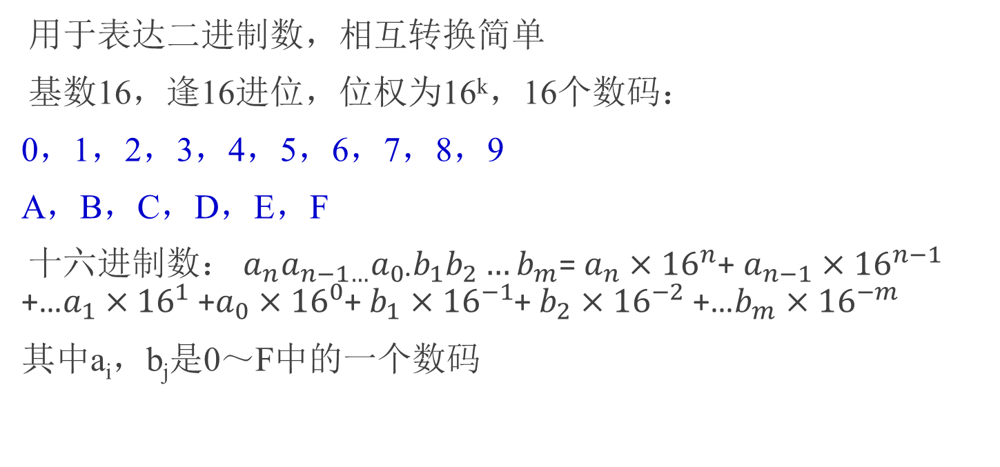 用于表达二进制数，相互转换简单
基数16，逢16进位，位权为16ᵏ，16个数码：
0，1，2，3，4，5，6，7，8，9
A，B，C，D，E，F
十六进制数： $a_n a_{n-1 \ldots} a_0 . b_1 b_2 \ldots b_m = a_n \times 16^n + a_{n-1} \times 16^{n-1}$
$+ \ldots a_1 \times 16^1 + a_0 \times 16^0 + b_1 \times 16^{-1} + b_2 \times 16^{-2} + \ldots b_m \times 16^{-m}$
其中aᵢ，bⱼ是0～F中的一个数码